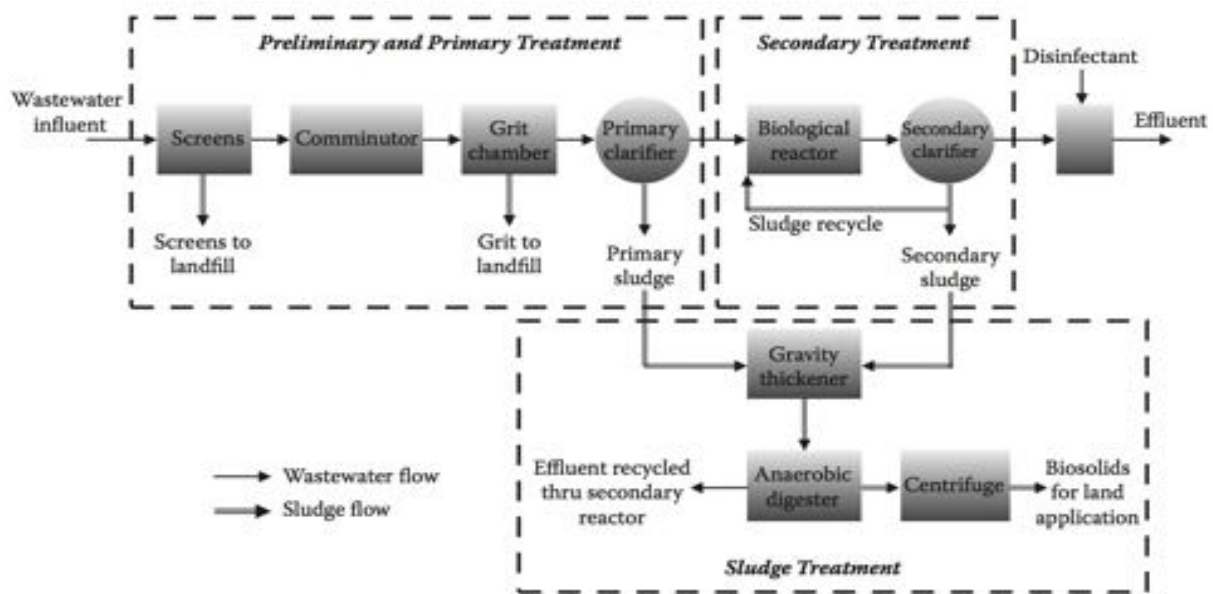 Preliminary and Primary Treatment
Secondary Treatment
Disinfectant
Wastewater
influent
Screens
Comminutor
Grit
chamber
Primary
clarifier
Biological
reactor
Secondary
clarifier
Effluent
Sludge recycle
Screens to
landfill
Grit to
landfill
Primary
sludge
Secondary
sludge
Gravity
thickener
Effluent recycled
thru secondary
reactor
Anaerobic
digester
Centrifuge
Biosolids
for land
application
Wastewater flow
Sludge flow
Sludge Treatment